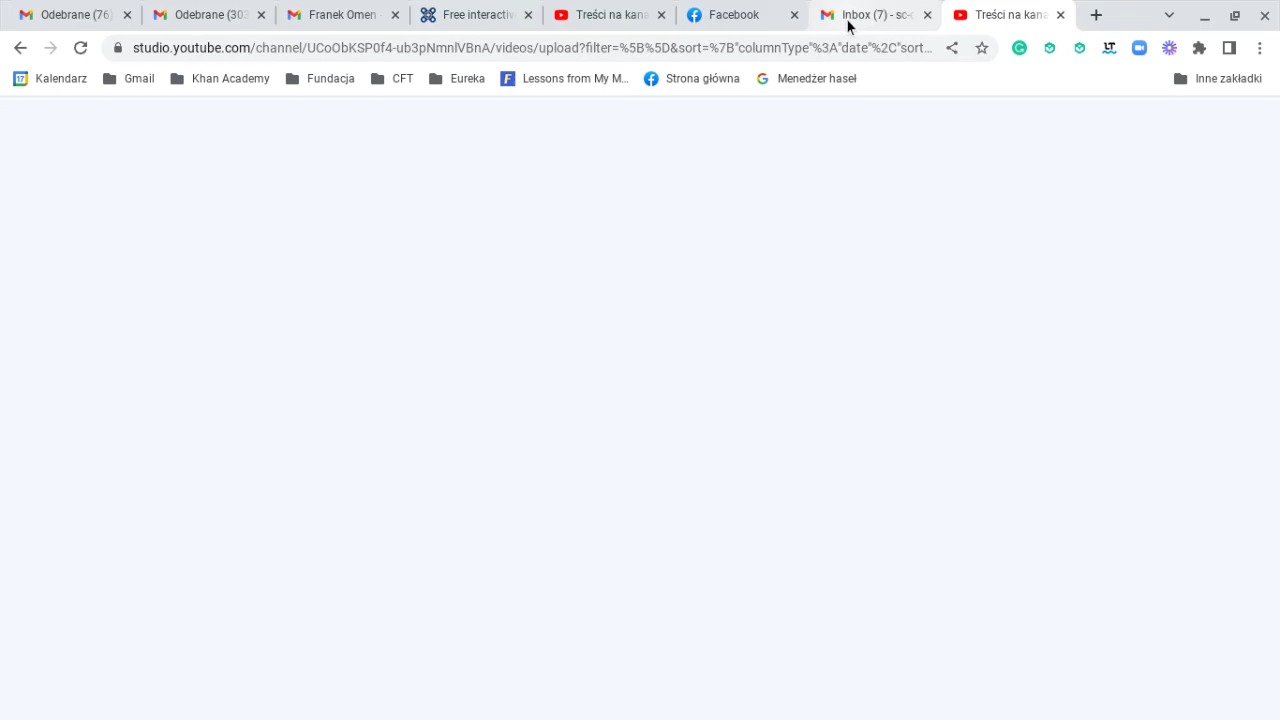 Odebrane (76) Odebrane (303 Franek Omen - Free interactiv Treści na kana Facebook Inbox (7) - sc-c Treści na kana
studio.youtube.com/channel/UCoObKSP0f4-ub3pNmnlVBnA/videos/upload?filter=%5B%5D&sort=%7B"columnType"%3A"date"%2C"sort...
17 Kalendarz Gmail Khan Academy Fundacja CFT Eureka F Lessons from My M... Strona główna G Menedżer haseł Inne zakładki